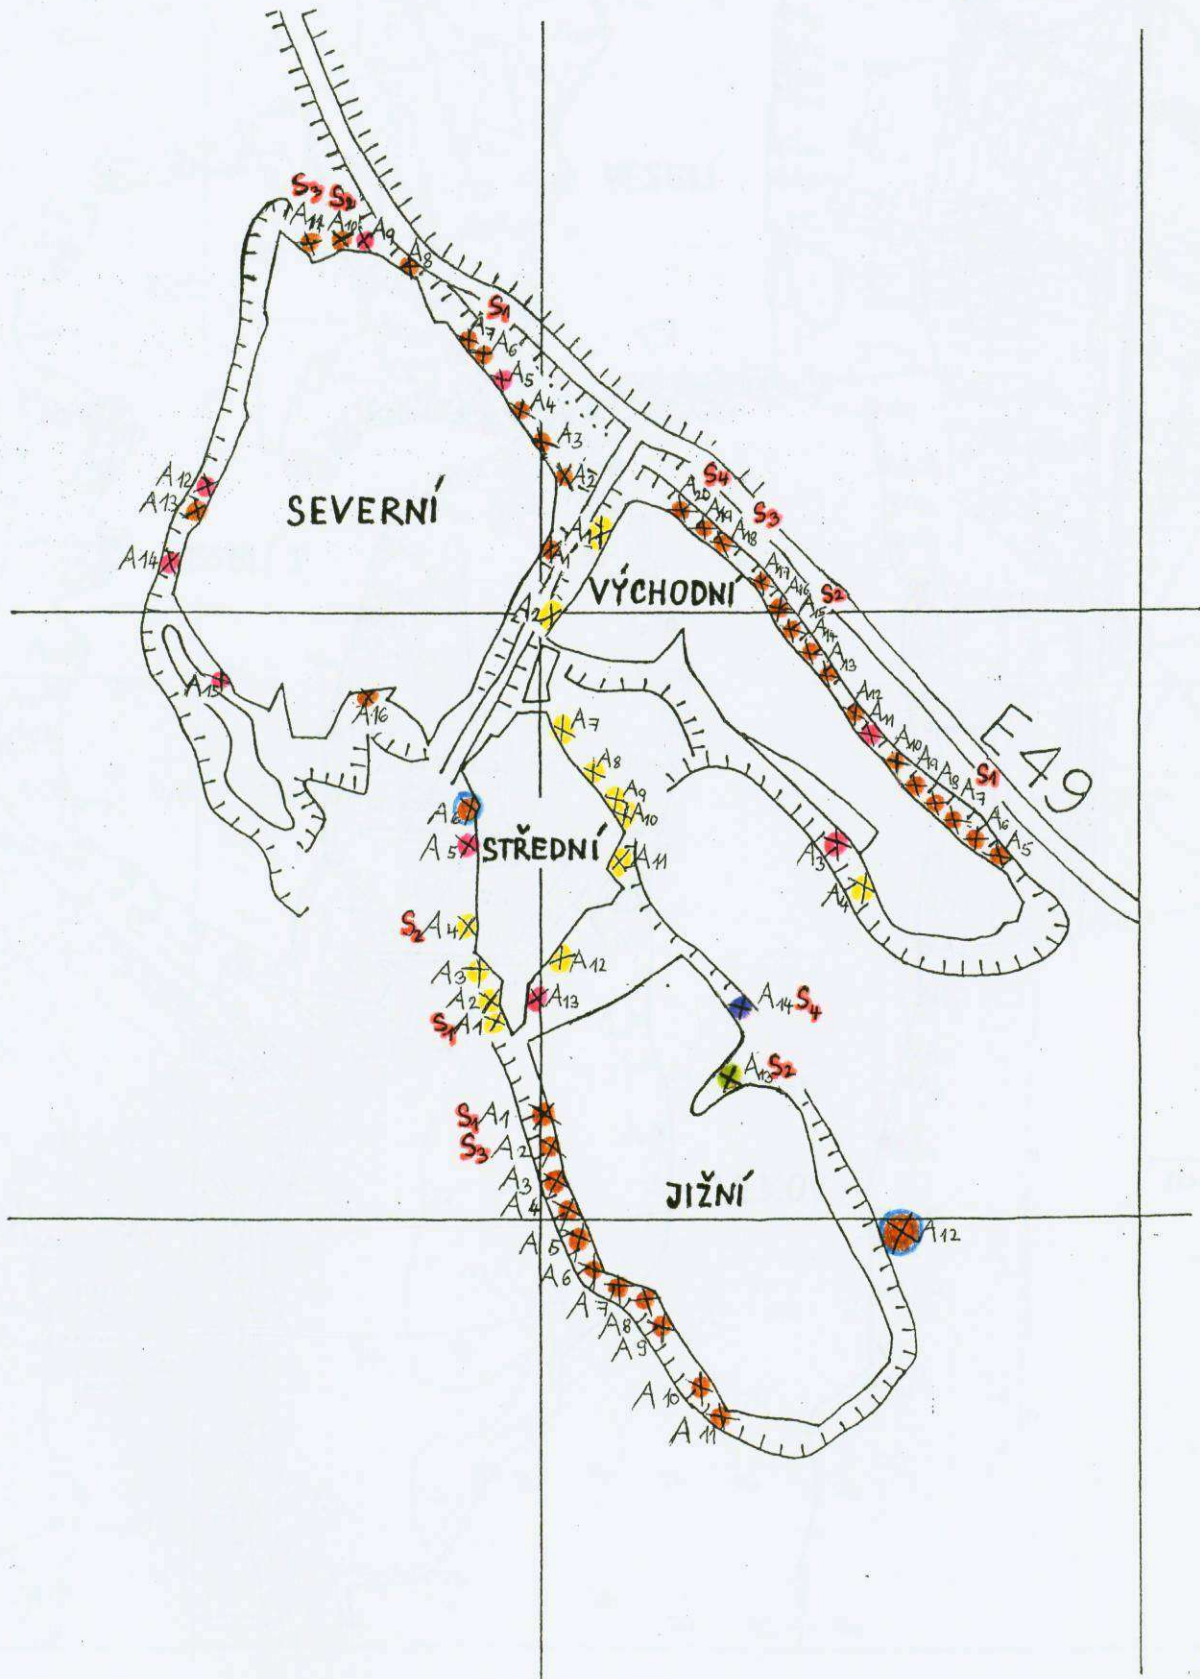 S3 S2
A11 A10 A9
A8
S1
A7
A6
A5
A4
A3
A2
A1
A12
A13
A14
A15
A16
SEVERNÍ
A1
A2
VÝCHODNÍ
S4
S3
S2
S1
A20
A19
A18
A17
A16
A15
A14
A13
A12
A11
A10
A9
A8
A7
A6
A5
A3
A4
E49
A7
A8
A9
A10
A11
A6
A5
STŘEDNÍ
S2 A4
A3
A2
S1 A1
A12
A13
A14 S4
A13 S2
S1 A1
S3 A2
A3
A4
A5
A6
A7
A8
A9
A10
A11
JIŽNÍ
A12